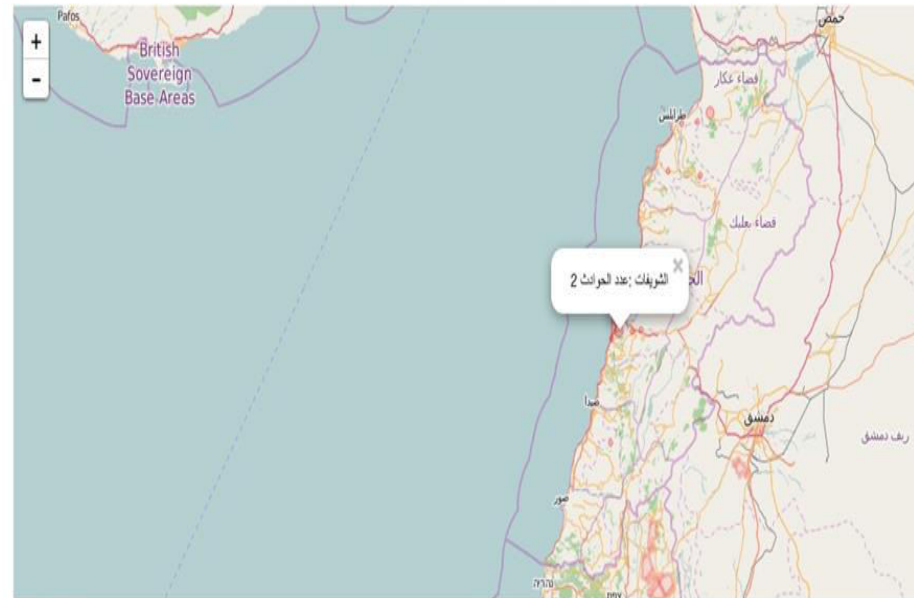 Pafos
+
-
British
Sovereign
Base Areas
حمص
قضاء عكار
طرابلس
قضاء بعلبك
الشويفات :عدد الحوادث 2
×
صيدا
دمشق
ريف دمشق
صور
נהריה